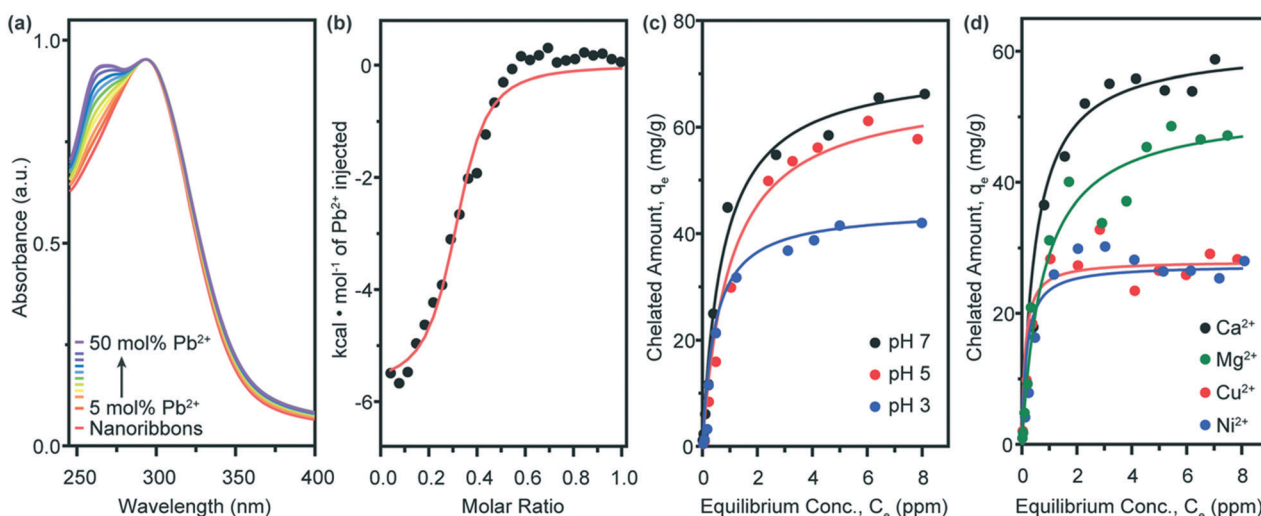 (a)
1.0
0.5
0.0
Absorbance (a.u.)
50 mol% Pb²⁺
5 mol% Pb²⁺
Nanoribbons
250 300 350 400
Wavelength (nm)
(b)
0
-2
-4
-6
kcal • mol⁻¹ of Pb²⁺ injected
0.0 0.2 0.4 0.6 0.8 1.0
Molar Ratio
(c)
80
60
40
20
0
Chelated Amount, qₑ (mg/g)
pH 7
pH 5
pH 3
0 2 4 6 8
Equilibrium Conc., Cₑ (ppm)
(d)
60
40
20
0
Chelated Amount, qₑ (mg/g)
Ca²⁺
Mg²⁺
Cu²⁺
Ni²⁺
0 2 4 6 8
Equilibrium Conc., Cₑ (ppm)